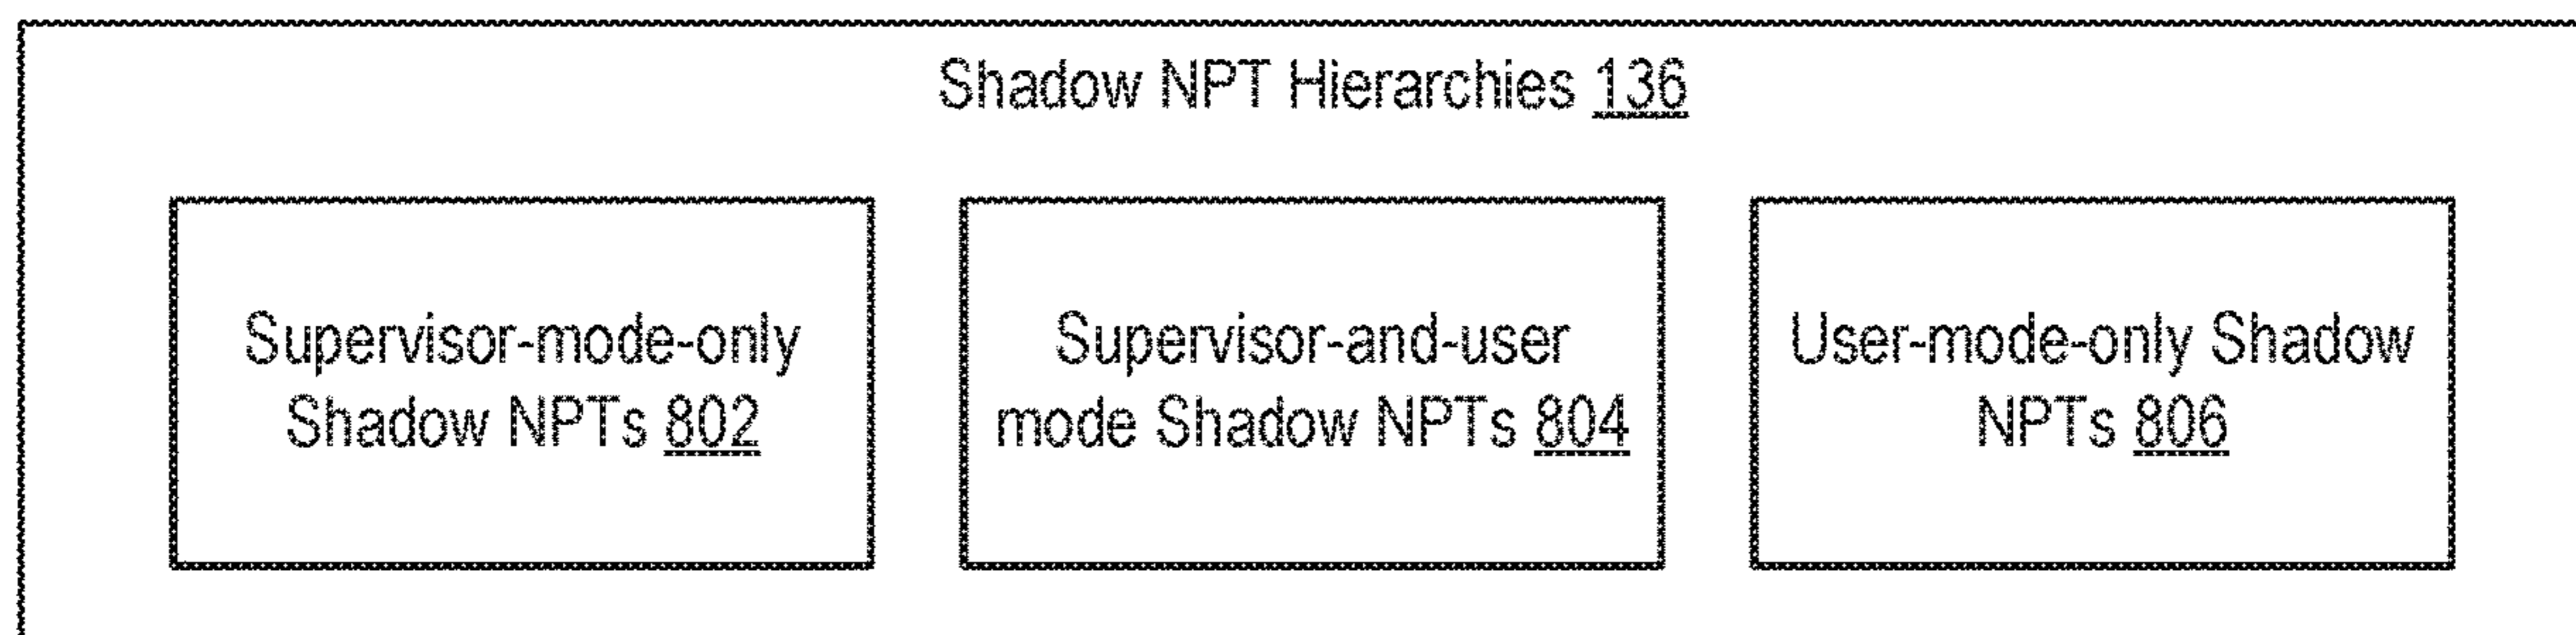 Shadow NPT Hierarchies 136
Supervisor-mode-only
Shadow NPTs 802
Supervisor-and-user
mode Shadow NPTs 804
User-mode-only Shadow
NPTs 806